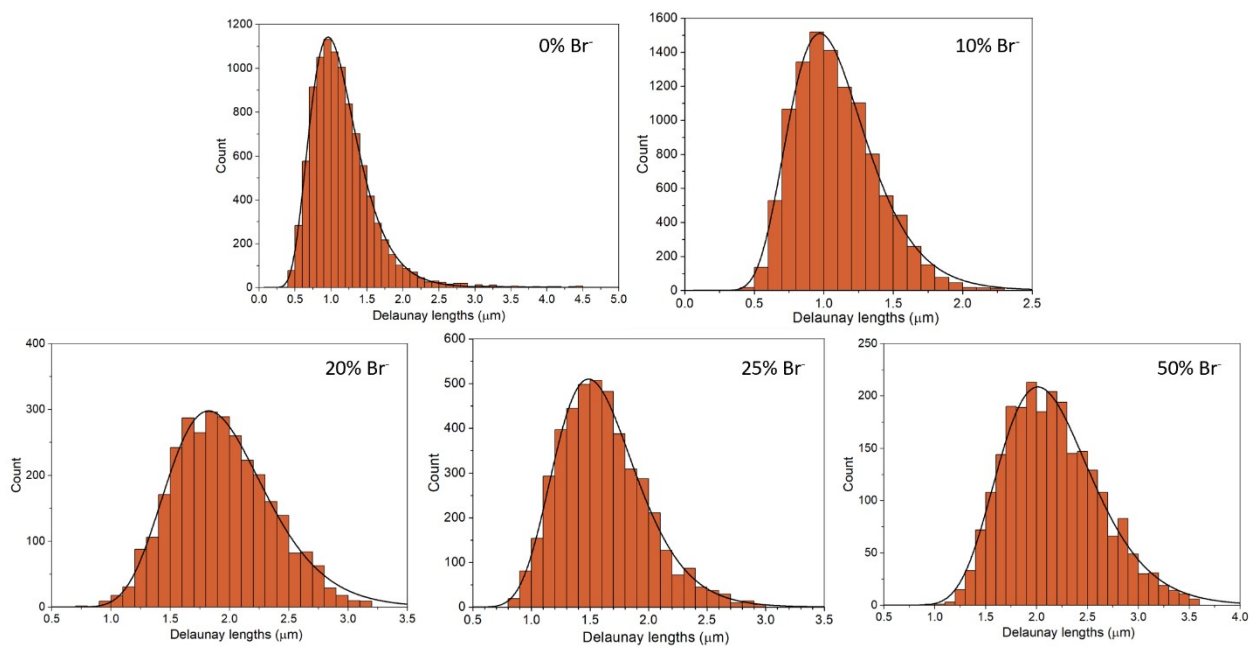 0% Br⁻
1200
1000
800
600
400
200
0
Count
0.0 0.5 1.0 1.5 2.0 2.5 3.0 3.5 4.0 4.5 5.0
Delaunay lengths (μm)
10% Br⁻
1600
1400
1200
1000
800
600
400
200
0
Count
0.0 0.5 1.0 1.5 2.0 2.5
Delaunay lengths (μm)
20% Br⁻
400
300
200
100
0
Count
0.5 1.0 1.5 2.0 2.5 3.0 3.5
Delaunay lengths (μm)
25% Br⁻
600
500
400
300
200
100
0
Count
0.5 1.0 1.5 2.0 2.5 3.0 3.5
Delaunay lengths (μm)
50% Br⁻
250
200
150
100
50
0
Count
0.5 1.0 1.5 2.0 2.5 3.0 3.5 4.0
Delaunay lengths (μm)